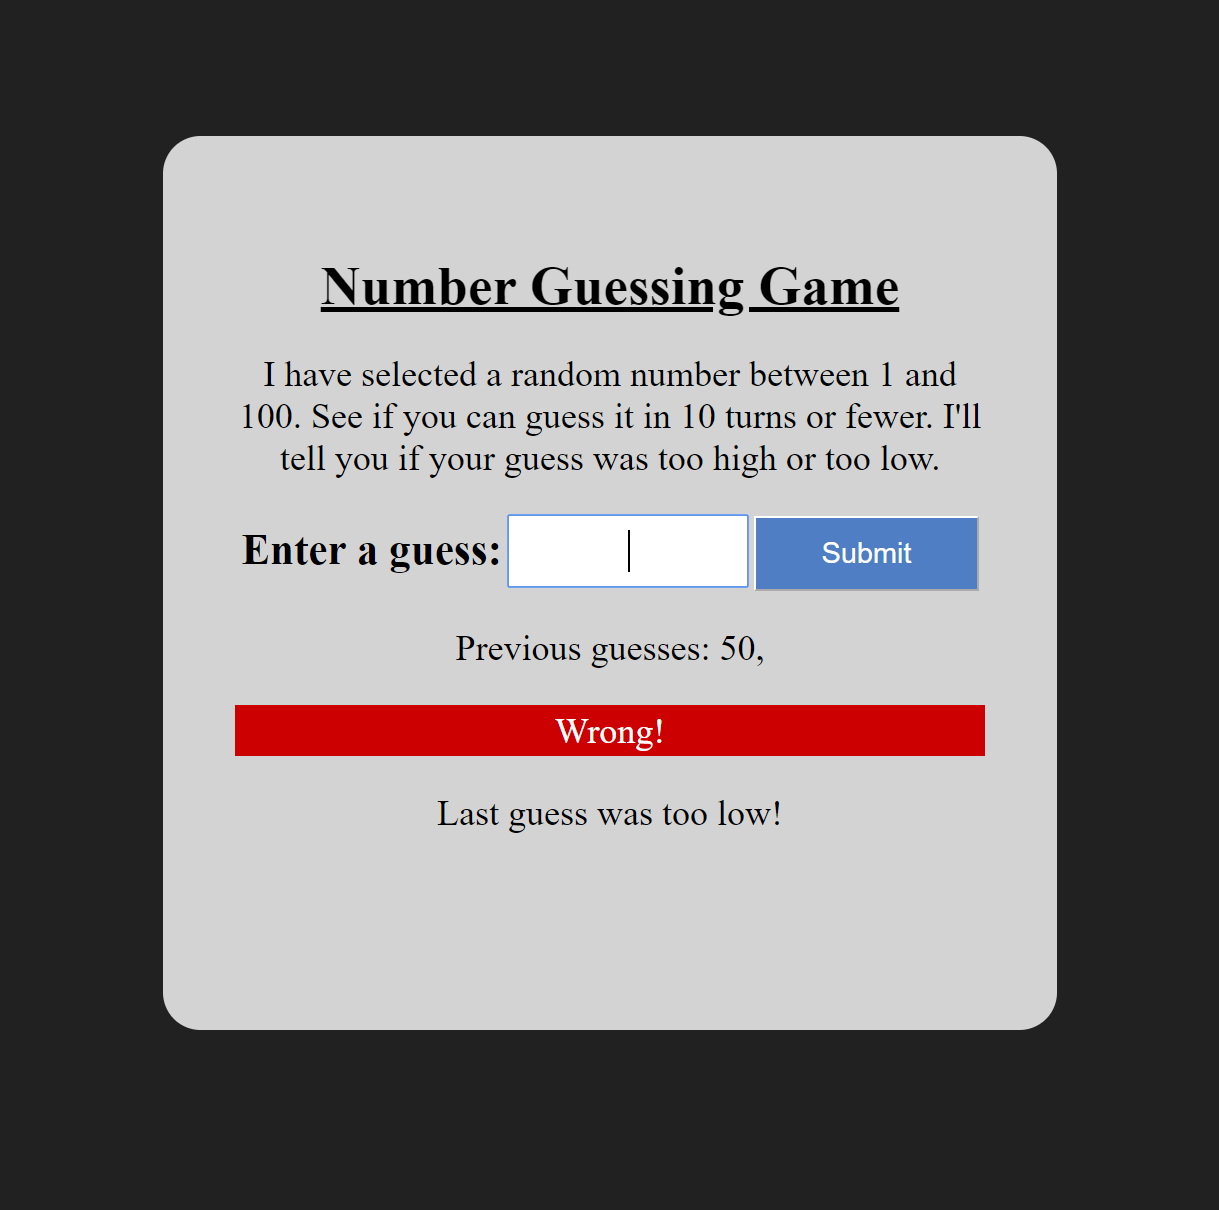 Number Guessing Game
I have selected a random number between 1 and
100. See if you can guess it in 10 turns or fewer. I'll
tell you if your guess was too high or too low.
Enter a guess: Submit
Previous guesses: 50,
Wrong!
Last guess was too low!